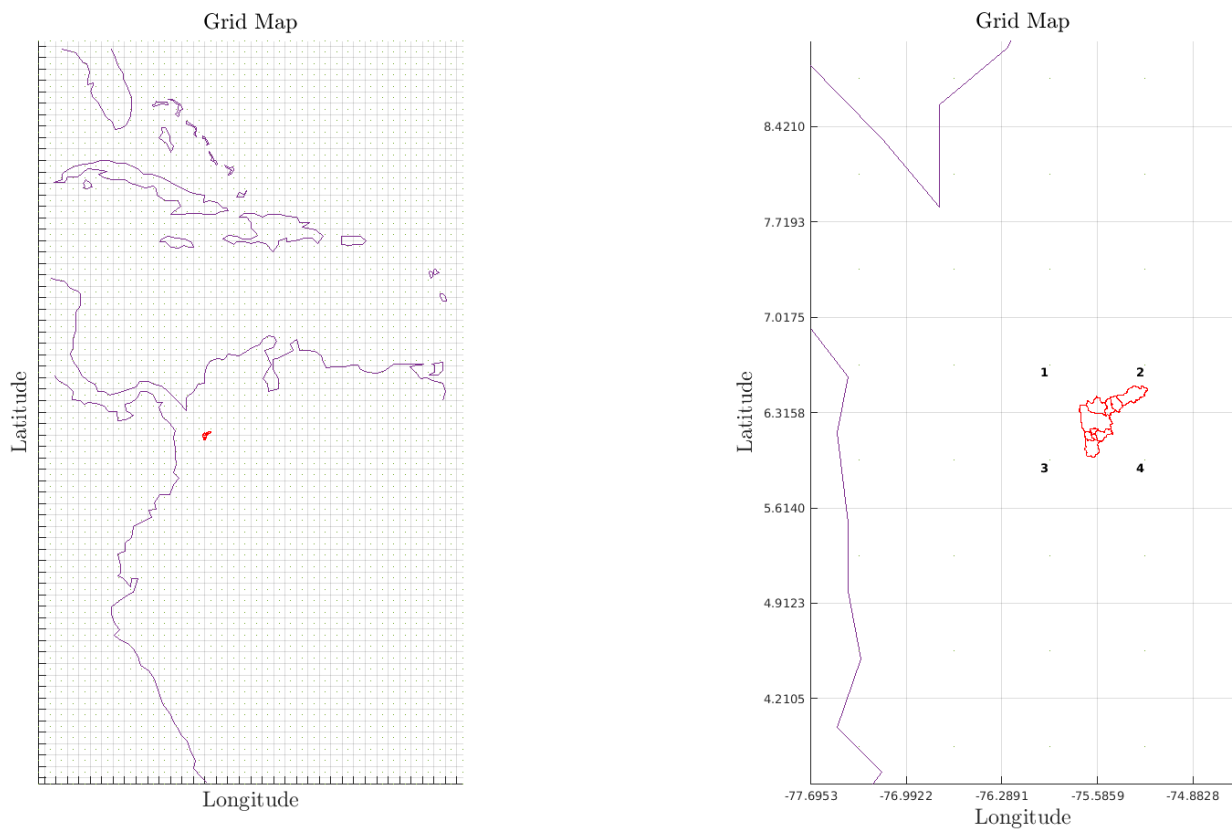 Grid Map
Latitude
Longitude
Grid Map
8.4210
7.7193
7.0175
6.3158
5.6140
4.9123
4.2105
Latitude
1 2
3 4
-77.6953 -76.9922 -76.2891 -75.5859 -74.8828
Longitude